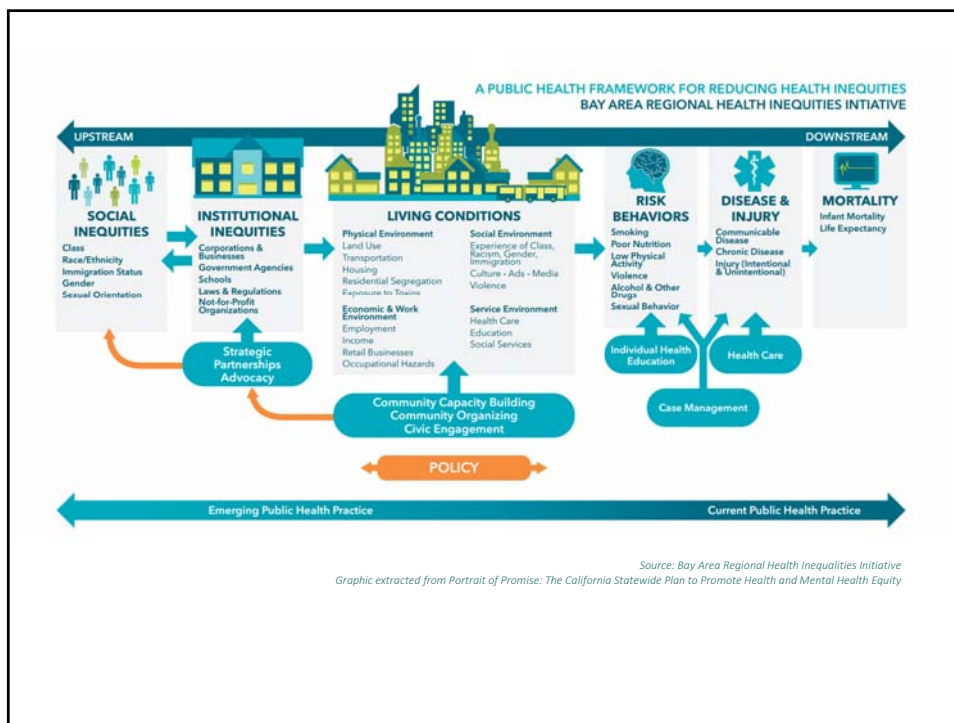 A PUBLIC HEALTH FRAMEWORK FOR REDUCING HEALTH INEQUITIES
BAY AREA REGIONAL HEALTH INEQUITIES INTIATIVE
UPSTREAM
DOWNSTREAM
SOCIAL
INEQUITIES
Class
Race/Ethnicity
Immigration Status
Gender
Sexual Orientation
INSTITUTIONAL
INEQUITIES
Corporations &
Businesses
Government Agencies
Schools
Laws & Regulations
Not-for-Profit
Organizations
LIVING CONDITIONS
Physical Environment
Land Use
Transportation
Housing
Residential Segregation
Exposure to Toxins
Social Environment
Experience of Class,
Racism, Gender,
Immigration
Culture - Ads - Media
Violence
Economic & Work
Environment
Employment
Income
Retail Businesses
Occupational Hazards
Service Environment
Health Care
Education
Social Services
RISK
BEHAVIORS
Smoking
Poor Nutrition
Low Physical
Activity
Violence
Alcohol & Other
Drugs
Sexual Behavior
DISEASE &
INJURY
Communicable
Disease
Chronic Disease
Injury (Intentional
& Unintentional)
MORTALITY
Infant Mortality
Life Expectancy
Strategic
Partnerships
Advocacy
Community Capacity Building
Community Organizing
Civic Engagement
Individual Health
Education
Health Care
Case Management
POLICY
Emerging Public Health Practice
Current Public Health Practice
Source: Bay Area Regional Health Inequalities Initiative
Graphic extracted from Portrait of Promise: The California Statewide Plan to Promote Health and Mental Health Equity